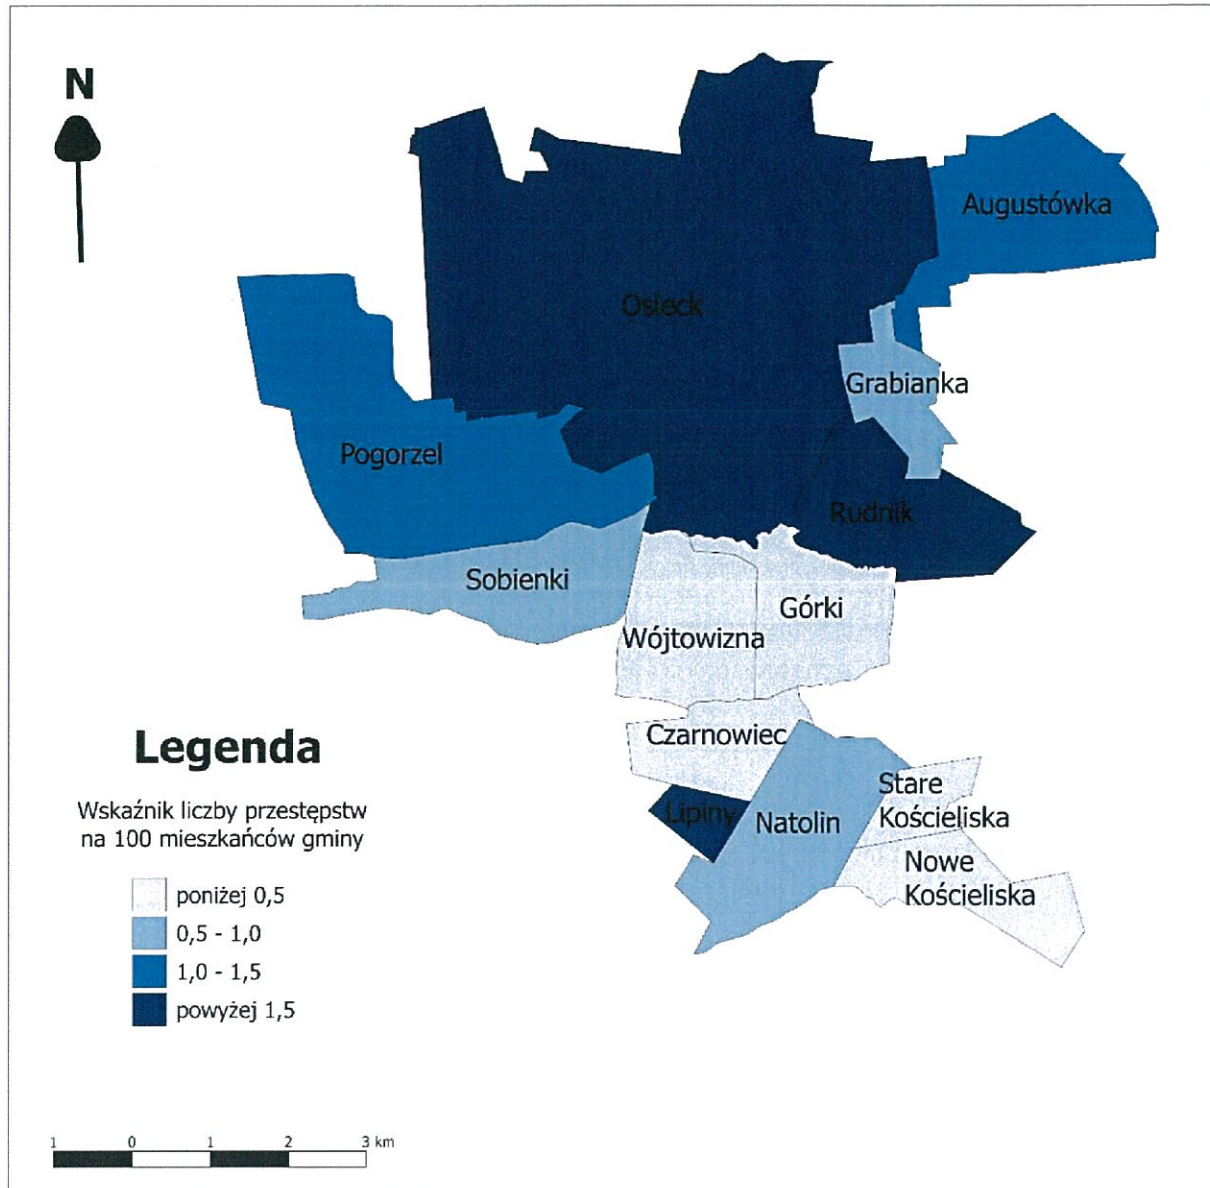 N
Augustówka
Osieck
Grabianka
Pogorzel
Rudnik
Sobienki
Górki
Wójtowizna
Czarnowiec
Stare
Kościeliska
Lipiny
Natolin
Nowe
Kościeliska
Legenda
Wskaźnik liczby przestępstw
na 100 mieszkańców gminy
poniżej 0,5
0,5 - 1,0
1,0 - 1,5
powyżej 1,5
1 0 1 2 3 km